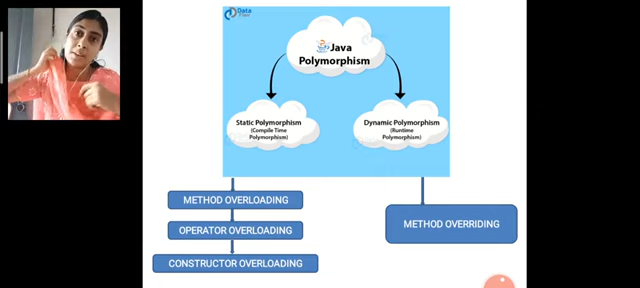 Data
Flair
Java
Polymorphism
Static Polymorphism
(Compile Time
Polymorphism)
Dynamic Polymorphism
(Runtime
Polymorphism)
METHOD OVERLOADING
OPERATOR OVERLOADING
CONSTRUCTOR OVERLOADING
METHOD OVERRIDING